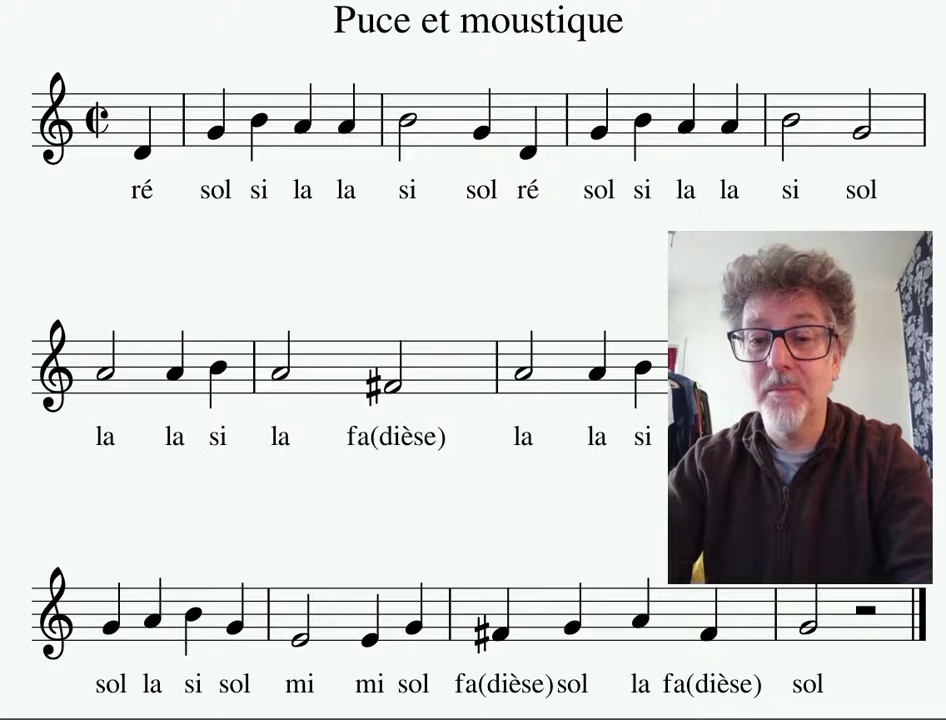 Puce et moustique
ré sol si la la si sol ré sol si la la si sol
la la si la fa(dièse) la la si
sol la si sol mi mi sol fa(dièse) sol la fa(dièse) sol